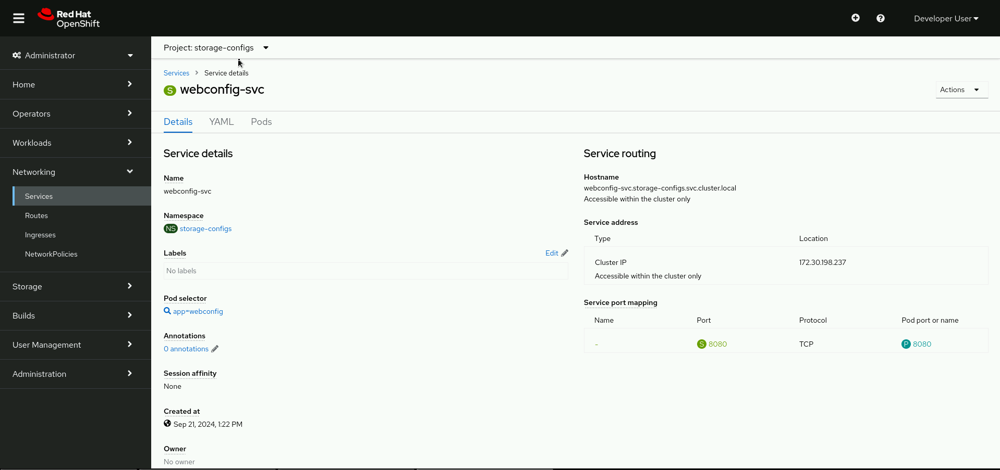 Red Hat
OpenShift
Developer User
Administrator
Home
Operators
Workloads
Networking
Services
Routes
Ingresses
NetworkPolicies
Storage
Builds
User Management
Administration
Project: storage-configs
Services
Service details
S webconfig-svc
Actions
Details
YAML
Pods
Service details
Name
webconfig-svc
Namespace
NS storage-configs
Labels
Edit
No labels
Pod selector
app=webconfig
Annotations
0 annotations
Session affinity
None
Created at
Sep 21, 2024, 1:22 PM
Owner
No owner
Service routing
Hostname
webconfig-svc.storage-configs.svc.cluster.local
Accessible within the cluster only
Service address
Type Location
Cluster IP 172.30.198.237
Accessible within the cluster only
Service port mapping
Name Port Protocol Pod port or name
- S 8080 TCP P 8080